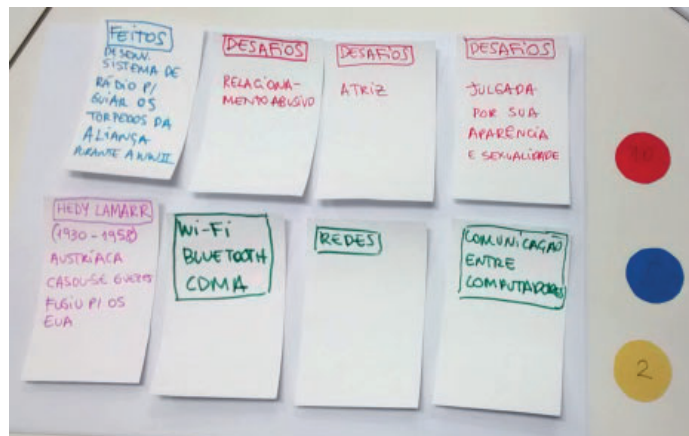 FEITOS
DESENV.
SISTEMA DE
RÁDIO P/
GUIAR OS
TORPEDOS DA
ALIANÇA
DURANTE A WWII
DESAFIOS
RELACIONA-
MENTO ABUSIVO
DESAFIOS
ATRIZ
DESAFIOS
JULGADA
POR SUA
APARÊNCIA
E SEXUALIDADE
HEDY LAMARR
(1930-1958)
AUSTRÍACA
CASOU-SE 6 VEZES
FUGIU P/ OS
EUA
Wi-Fi
BLUETOOTH
CDMA
REDES
COMUNICAÇÃO
ENTRE
COMPUTADORES
2